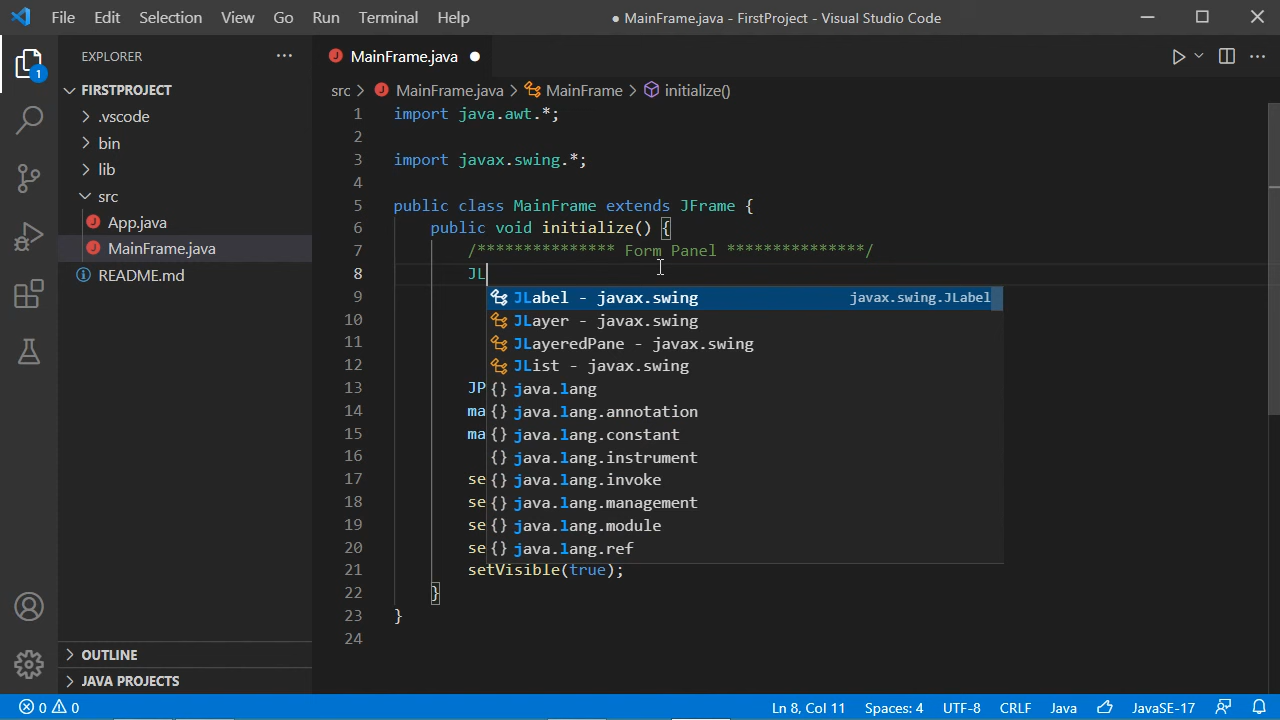 File Edit Selection View Go Run Terminal Help ● MainFrame.java - FirstProject - Visual Studio Code
EXPLORER
1
FIRSTPROJECT
.vscode
bin
lib
src
App.java
MainFrame.java
README.md
OUTLINE
JAVA PROJECTS
MainFrame.java
src > MainFrame.java > MainFrame > initialize()
1 import java.awt.*;
2
3 import javax.swing.*;
4
5 public class MainFrame extends JFrame {
6 public void initialize() {
7 /*************** Form Panel ***************/
8 JL
9 JLabel - javax.swing javax.swing.JLabel
10 JLayer - javax.swing
11 JLayeredPane - javax.swing
12 JList - javax.swing
13 JP {} java.lang
14 ma {} java.lang.annotation
15 ma {} java.lang.constant
16 {} java.lang.instrument
17 se {} java.lang.invoke
18 se {} java.lang.management
19 se {} java.lang.module
20 se {} java.lang.ref
21 setVisible(true);
22 }
23 }
24
0 0 Ln 8, Col 11 Spaces: 4 UTF-8 CRLF Java JavaSE-17